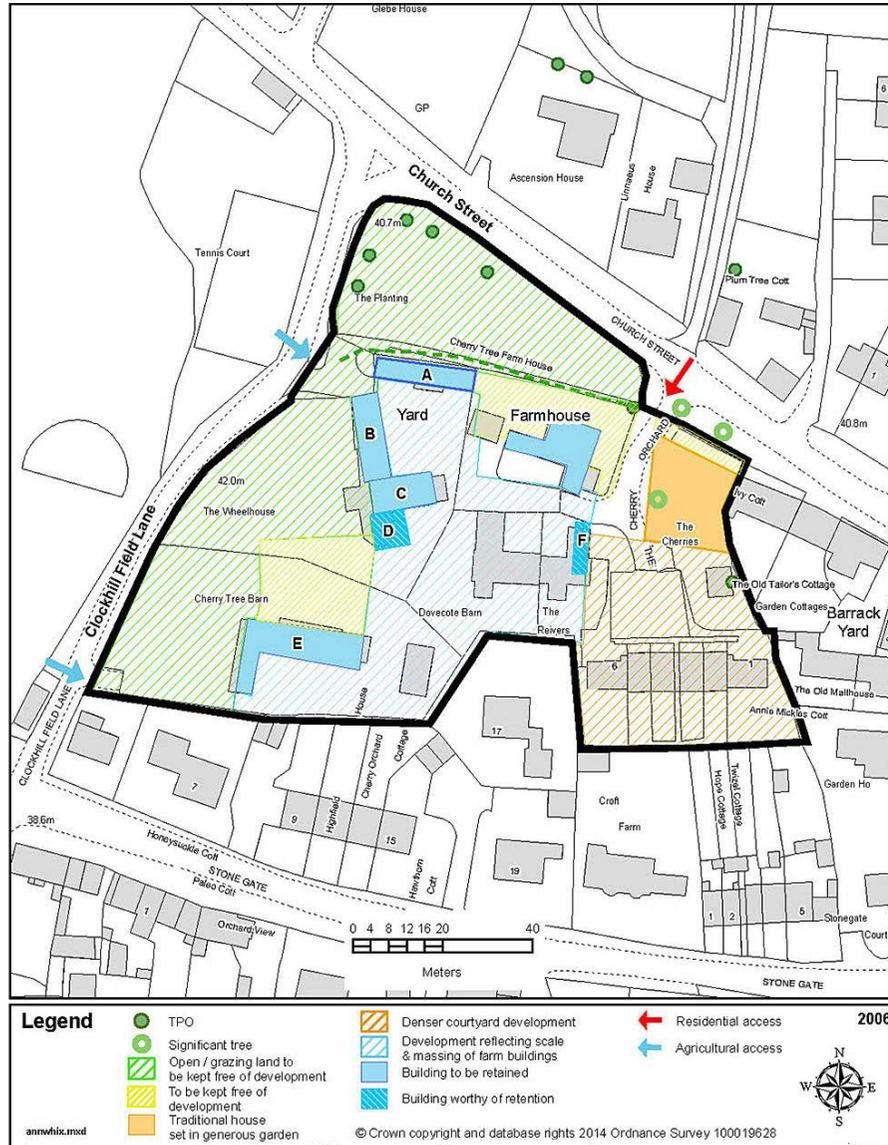 Glebe House
GP
Ascension House
Linnaeus
House
6
Church Street
40.7m
Tennis Court
The Planting
Plum Tree Cott
CHURCH STREET
Cherry Tree Farm House
1
A
Yard
Farmhouse
B
ORCHARD
40.8m
42.0m
C
The Wheelhouse
CHERRY
Ivy Cott
D
F
The
Cherries
THE
Clockhill Field Lane
Cherry Tree Barn
Dovecote Barn
The
Reivers
The Old Tailor's Cottage
Garden Cottages
Barrack
Yard
E
6
1
The Old Malthouse
House
Annie Mickles Cott
CLOCKHILL FIELD LANE
17
7
Cherry Orchard
Cottage
Highfield
9
15
Garden Ho
Croft
Farm
Hope Cottage
Twizel Cottage
38.6m
Honeysuckle Cott
STONE GATE
Paleo Cott
Hawthorn
Cott
19
1
Orchard View
1
2
5
Stonegate
Court
0 4 8 12 16 20 40
Meters
STONE GATE
Legend
TPO
Significant tree
Open / grazing land to
be kept free of development
To be kept free of
development
Traditional house
set in generous garden
Denser courtyard development
Development reflecting scale
& massing of farm buildings
Building to be retained
Building worthy of retention
Residential access
Agricultural access
2006
N
W
E
S
annwhix.mxd
© Crown copyright and database rights 2014 Ordnance Survey 100019628